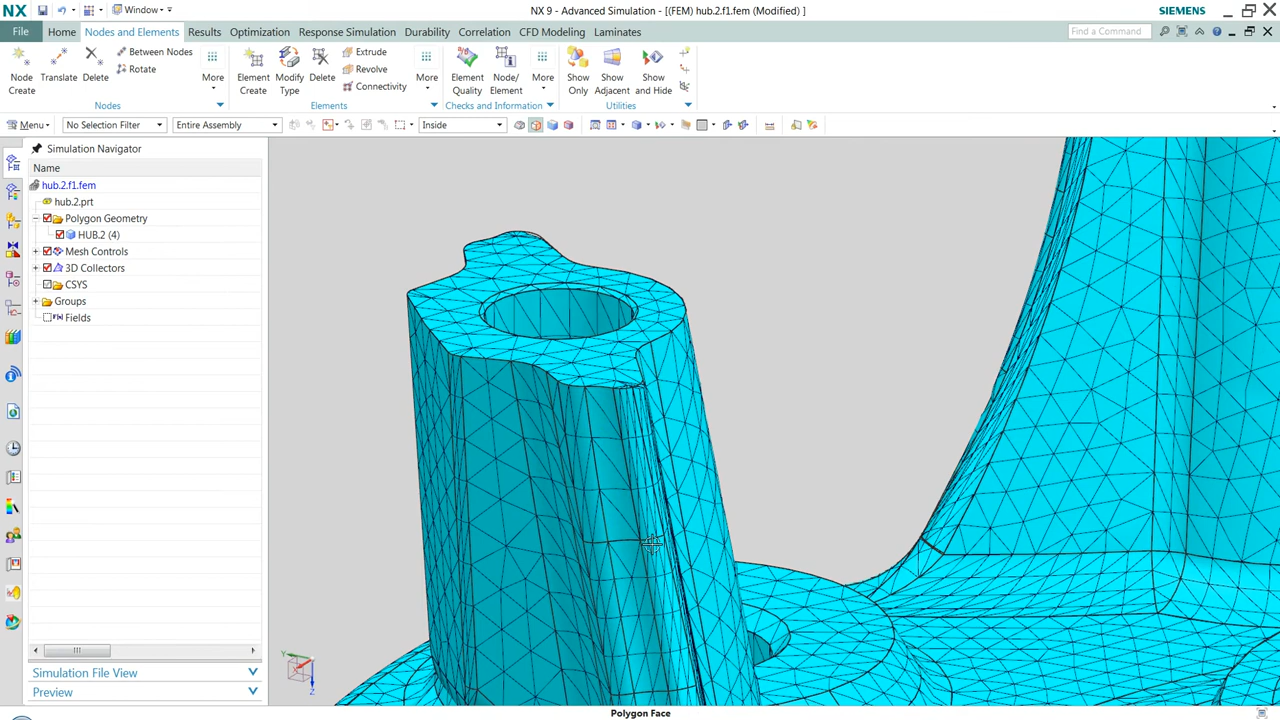 NX Window NX 9 - Advanced Simulation - [(FEM) hub.2.f1.fem (Modified) ] SIEMENS
File Home Nodes and Elements Results Optimization Response Simulation Durability Correlation CFD Modeling Laminates Find a Command
Node Create Translate Delete Between Nodes Rotate More
Nodes
Element Create Modify Type Delete Extrude Revolve Connectivity More
Elements
Element Quality Node/ Element More
Checks and Information
Show Only Show Adjacent Show and Hide
Utilities
Menu No Selection Filter Entire Assembly Inside
Simulation Navigator
Name
hub.2.f1.fem
hub.2.prt
Polygon Geometry
HUB.2 (4)
Mesh Controls
3D Collectors
CSYS
Groups
Fields
Simulation File View
Preview
Y
X
Z
Polygon Face